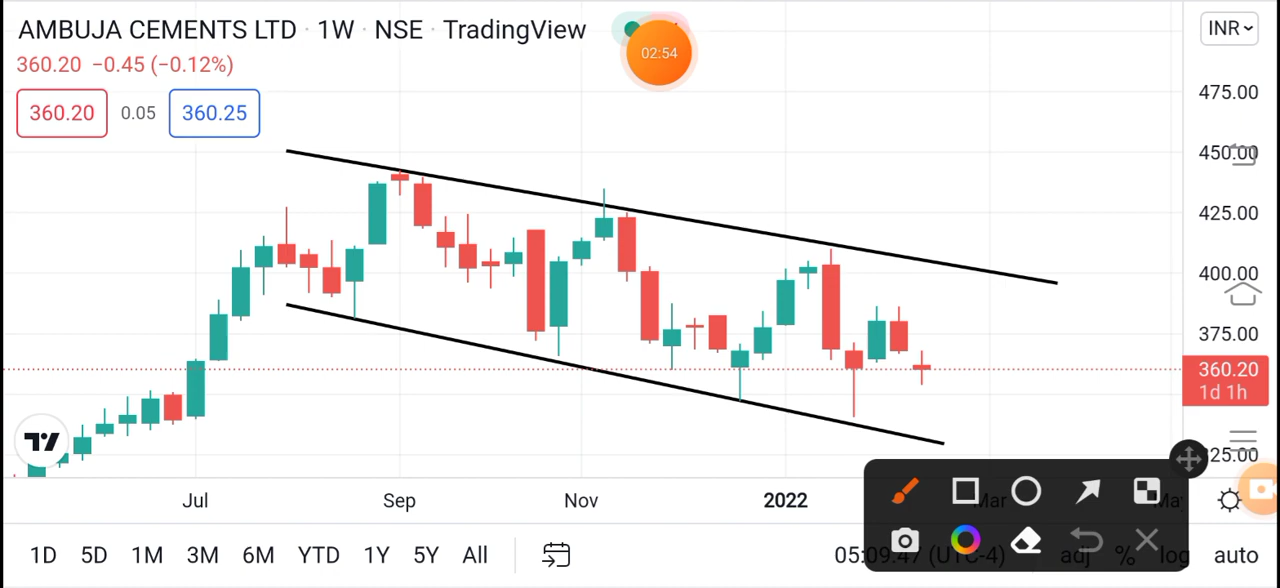 AMBUJA CEMENTS LTD · 1W · NSE · TradingView
INR
02:54
360.20 −0.45 (−0.12%)
360.20 0.05 360.25
475.00
450.00
425.00
400.00
375.00
360.20
1d 1h
25.00
Jul Sep Nov 2022 Mar
1D 5D 1M 3M 6M YTD 1Y 5Y All 05:09:47 (UTC-4) adj % log auto